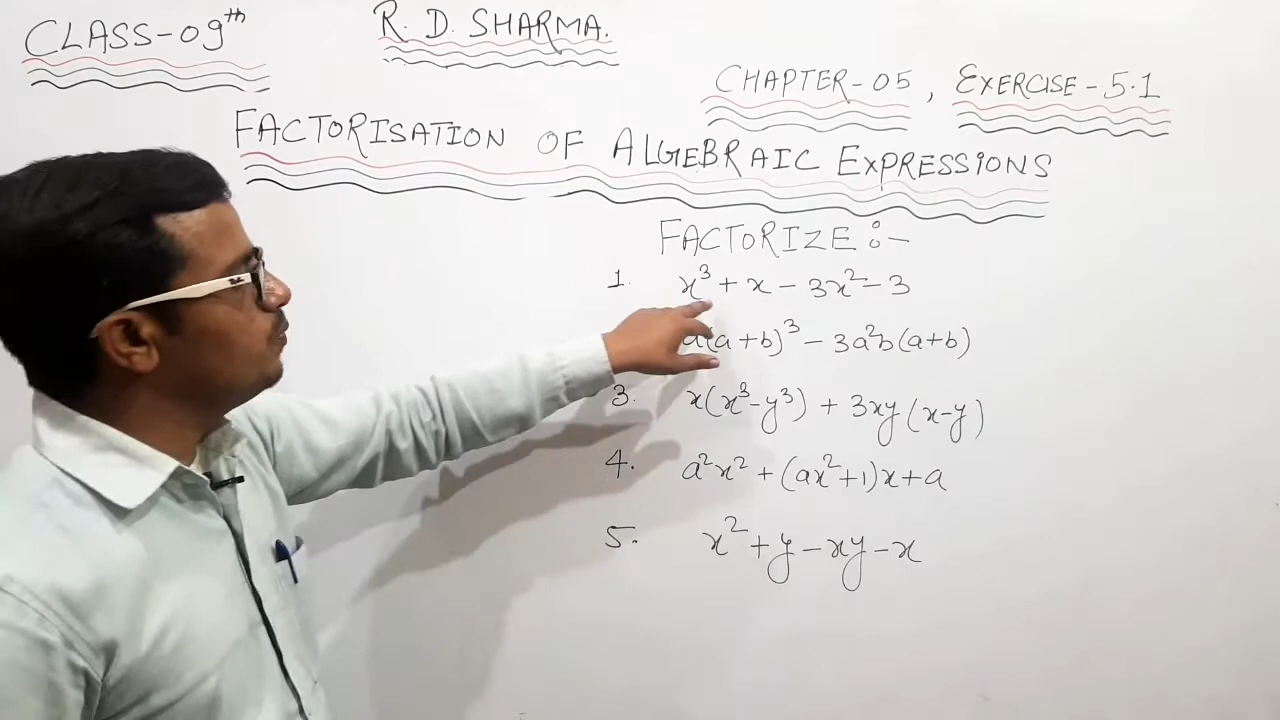 CLASS-09th
R. D. SHARMA.
CHAPTER-05, EXERCISE-5.1
FACTORISATION OF ALGEBRAIC EXPRESSIONS
FACTORIZE :-
1. x³ + x - 3x² - 3
a(a+b)³ - 3a²b(a+b)
3. x(x³-y³) + 3xy(x-y)
4. a²x² + (ax²+1)x+a
5. x² + y - xy - x